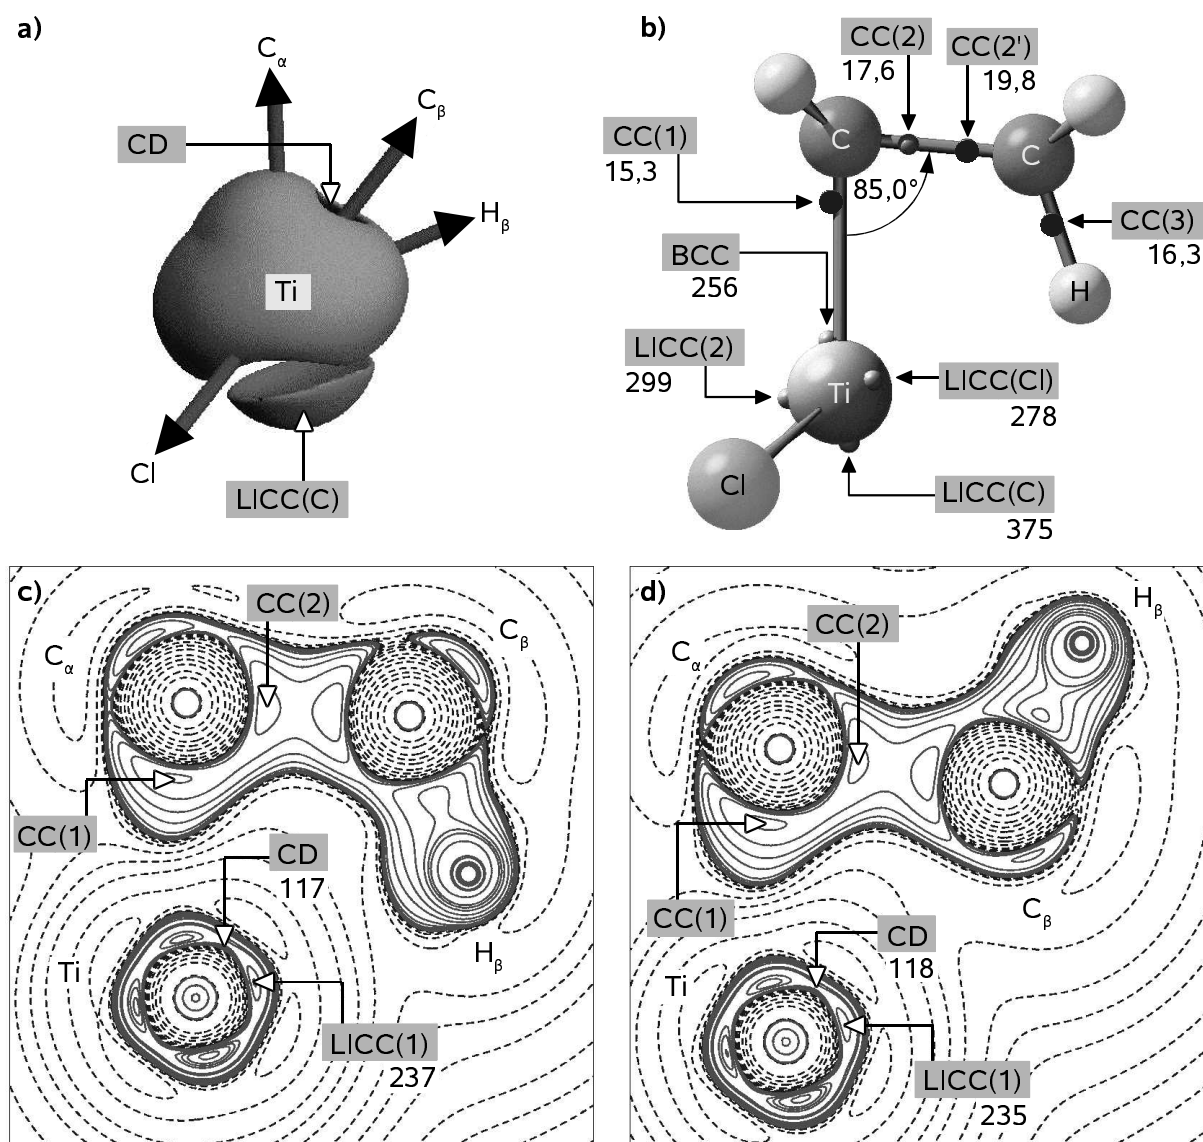 a)
Cα
Cβ
CD
Hβ
Ti
Cl
LICC(C)
b)
CC(2)
17,6
CC(2')
19,8
CC(1)
15,3
C
C
85,0°
CC(3)
16,3
BCC
256
H
LICC(2)
299
Ti
LICC(Cl)
278
Cl
LICC(C)
375
c)
CC(2)
Cα
Cβ
CC(1)
CD
117
Ti
Hβ
LICC(1)
237
d)
Hβ
CC(2)
Cα
CC(1)
Cβ
CD
118
Ti
LICC(1)
235